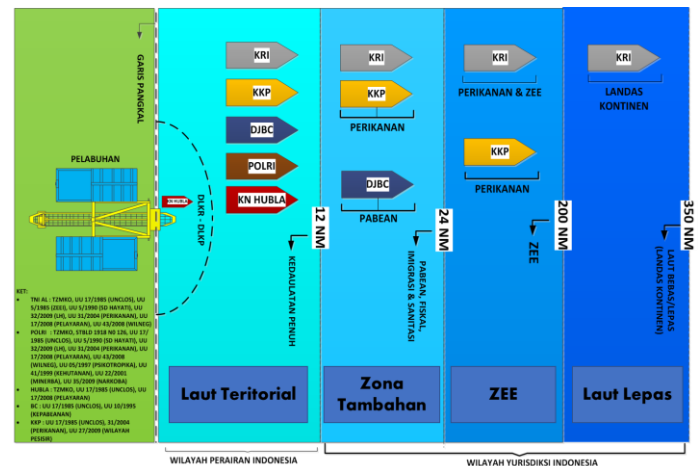 GARIS PANGKAL
PELABUHAN
KN HUBLA
DLKR - DLKP
KET:
• TNI AL : TZMKO, UU 17/1985 (UNCLOS), UU
5/1985 (ZEEI), UU 5/1990 (SD HAYATI), UU
32/2009 (LH), UU 31/2004 (PERIKANAN), UU
17/2008 (PELAYARAN), UU 43/2008 (WILNEG)
• POLRI : TZMKO, STBLD 1918 NO 126, UU 17/
1985 (UNCLOS), UU 5/1990 (SD HAYATI), UU
32/2009 (LH), UU 31/2004 (PERIKANAN), UU
17/2008 (PELAYARAN), UU 43/2008
(WILNEG), UU 05/1997 (PSIKOTROPIKA), UU
41/1999 (KEHUTANAN), UU 22/2001
(MINERBA), UU 35/2009 (NARKOBA)
• HUBLA : TZMKO, UU 17/1985 (UNCLOS), UU
17/2008 (PELAYARAN)
• BC : UU 17/1985 (UNCLOS), UU 10/1995
(KEPABEANAN)
• KKP : UU 17/1985 (UNCLOS), 31/2004
(PERIKANAN), UU 27/2009 (WILAYAH
PESISIR)
KRI
KKP
DJBC
POLRI
KN HUBLA
12 NM
KEDAULATAN PENUH
Laut Teritorial
KRI
KKP
PERIKANAN
DJBC
PABEAN
24 NM
PABEAN, FISKAL,
IMIGRASI & SANITASI
Zona
Tambahan
KRI
PERIKANAN & ZEE
KKP
PERIKANAN
200 NM
ZEE
ZEE
KRI
LANDAS
KONTINEN
350 NM
LAUT BEBAS/LEPAS
(LANDAS KONTINEN)
Laut Lepas
WILAYAH PERAIRAN INDONESIA
WILAYAH YURISDIKSI INDONESIA